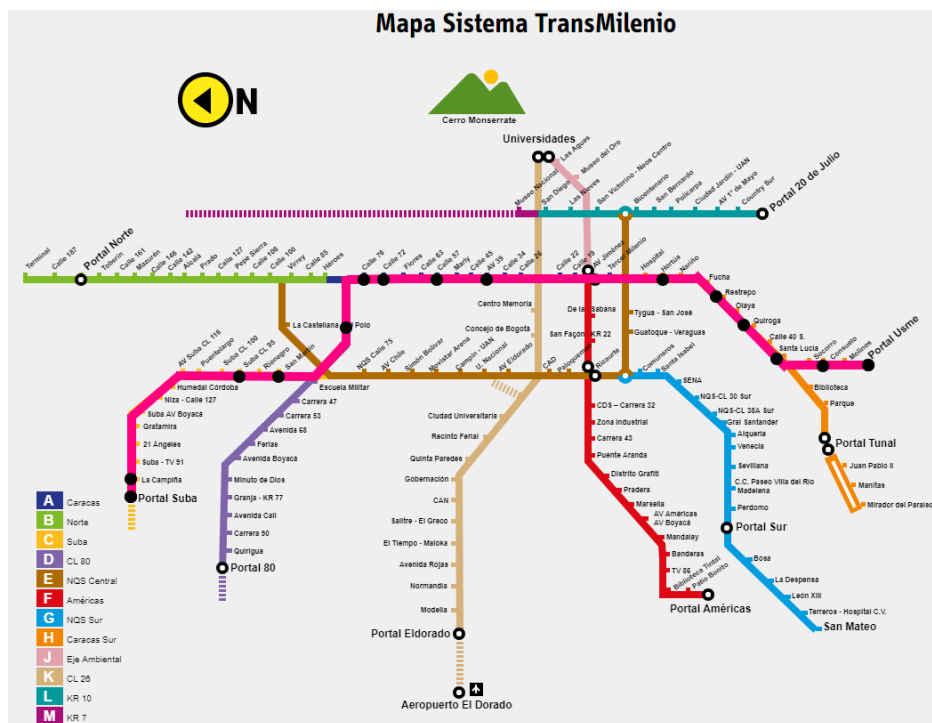 Mapa Sistema TransMilenio
N
Cerro Monserrate
Universidades
Las Aguas
Museo del Oro
Museo Nacional
San Diego
Las Nieves
San Victorino - Neos Centro
Bicentenario
San Bernardo
Policarpa
Ciudad Jardín - UAN
AV 1° de Mayo
Country Sur
Portal 20 de Julio
Terminal
Calle 187
Portal Norte
Toberín
Calle 161
Mazurén
Calle 146
Calle 142
Alcalá
Prado
Calle 127
Pepe Sierra
Calle 106
Calle 100
Virrey
Calle 85
Héroes
Calle 76
Calle 72
Flores
Calle 63
Calle 57
Marly
Calle 45
AV 39
Calle 34
Calle 26
Calle 22
Calle 19
AV Jiménez
Tercer Milenio
Hospital
Hortúa
Nariño
Fucha
Restrepo
Olaya
Quiroga
Calle 40 S.
Santa Lucia
Socorro
Consuelo
Molinos
Portal Usme
Centro Memoria
Concejo de Bogotá
De la Sabana
San Façon KR 22
Tygua - San José
Guatoque - Veraguas
La Castellana
Polo
NQS Calle 75
AV. Chile
Simón Bolívar
Movistar Arena
Campín - UAN
U. Nacional
AV Eldorado
CAD
Paloquemao
Ricaurte
Comuneros
Santa Isabel
SENA
NQS-CL 30 Sur
NQS-CL 38A Sur
Gral Santander
Alquería
Venecia
Sevillana
C.C. Paseo Villa del Río
Madelena
Perdomo
Portal Sur
Bosa
La Despensa
León XIII
Terreros - Hospital C.V.
San Mateo
Biblioteca
Parque
Portal Tunal
Juan Pablo II
Manitas
Mirador del Paraíso
AV Suba CL 116
Puentelargo
Suba CL 100
Suba CL 95
Rionegro
San Martín
Humedal Córdoba
Niza - Calle 127
Suba AV Boyacá
Gratamira
21 Ángeles
Suba - TV 91
La Campiña
Portal Suba
Escuela Militar
Carrera 47
Carrera 53
Avenida 68
Ferias
Avenida Boyacá
Minuto de Dios
Granja - KR 77
Avenida Cali
Carrera 90
Quirigua
Portal 80
Ciudad Universitaria
Recinto Ferial
Quinta Paredes
Gobernación
CAN
Salitre - El Greco
El Tiempo - Maloka
Avenida Rojas
Normandia
Modelia
Portal Eldorado
Aeropuerto El Dorado
CDS – Carrera 32
Zona Industrial
Carrera 43
Puente Aranda
Distrito Grafiti
Pradera
Marsella
AV Américas
AV Boyacá
Mandalay
Banderas
TV 86
Biblioteca Tintal
Patio Bonito
Portal Américas
A Caracas
B Norte
C Suba
D CL 80
E NQS Central
F Américas
G NQS Sur
H Caracas Sur
J Eje Ambiental
K CL 26
L KR 10
M KR 7